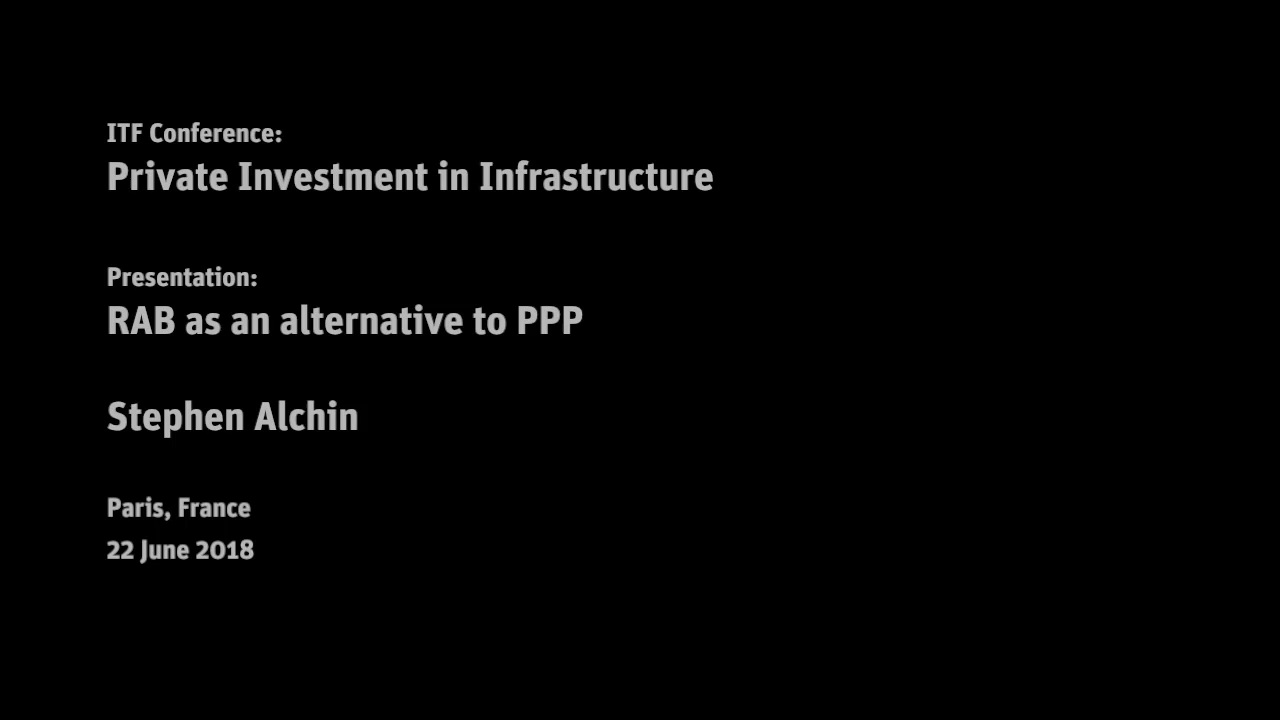 ITF Conference:
Private Investment in Infrastructure
Presentation:
RAB as an alternative to PPP
Stephen Alchin
Paris, France
22 June 2018